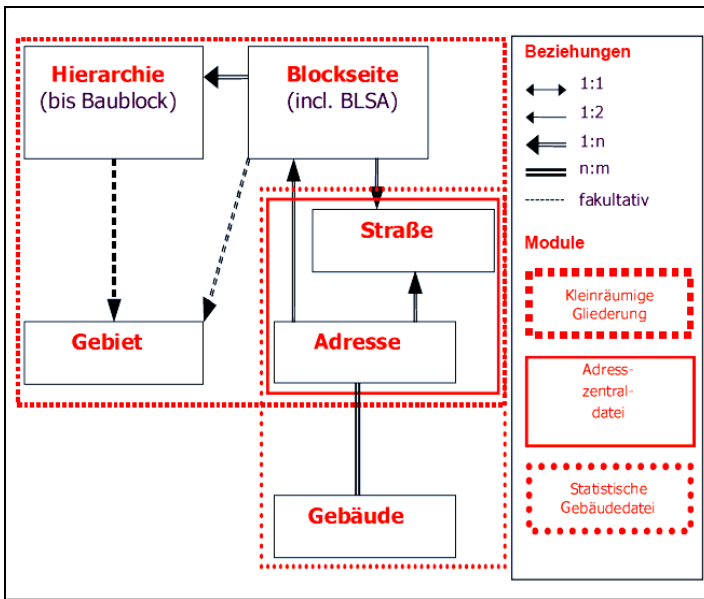 Hierarchie
(bis Baublock)
Blockseite
(incl. BLSA)
Straße
Gebiet
Adresse
Gebäude
Beziehungen
1:1
1:2
1:n
n:m
fakultativ
Module
Kleinräumige
Gliederung
Adress-
zentral-
datei
Statistische
Gebäudedatei